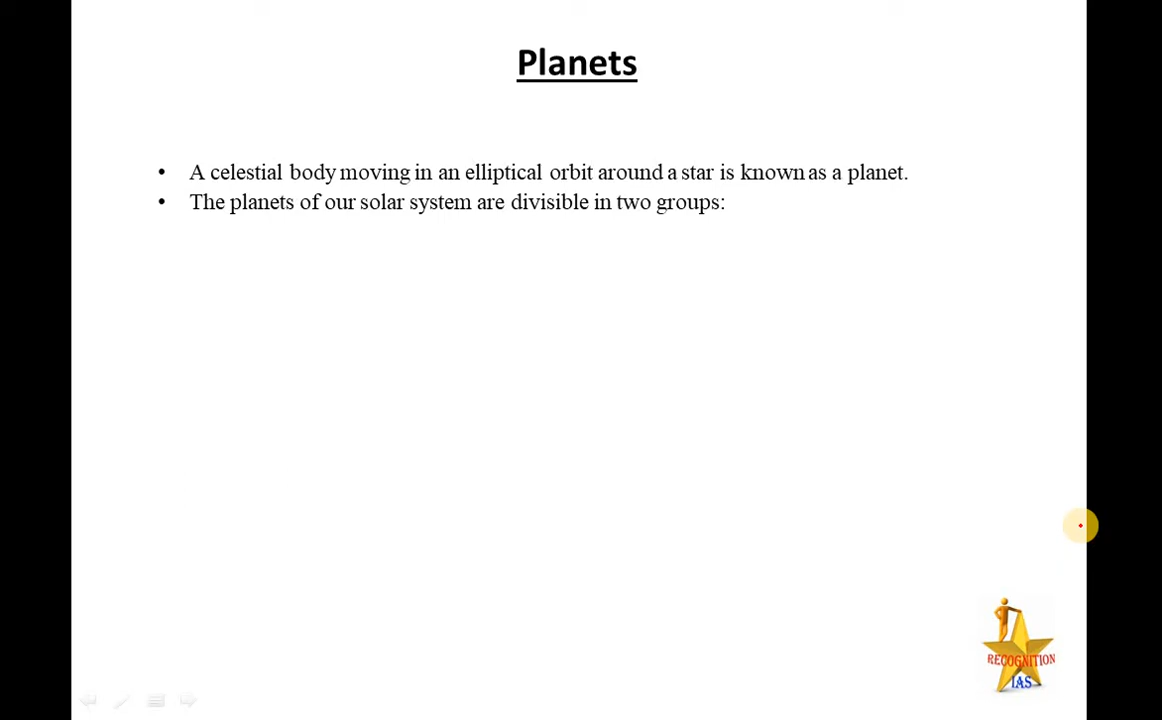 Planets
• A celestial body moving in an elliptical orbit around a star is known as a planet.
• The planets of our solar system are divisible in two groups:
RECOGNITION
IAS